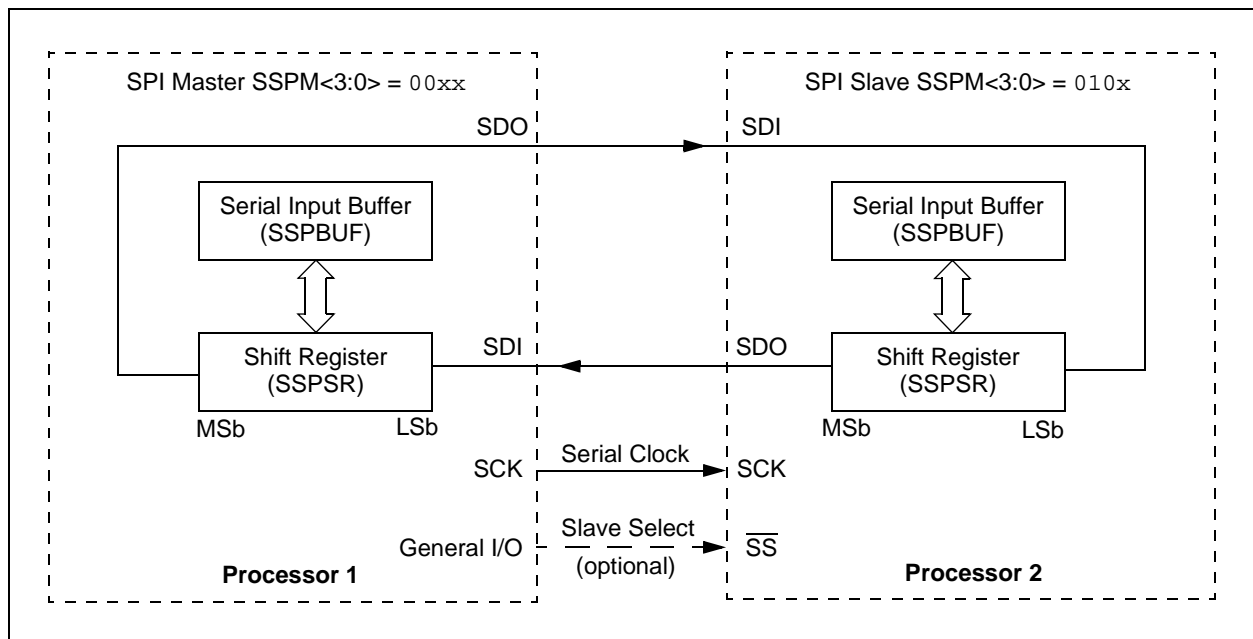 SPI Master SSPM<3:0> = 00xx
SPI Slave SSPM<3:0> = 010x
SDO
SDI
Serial Input Buffer
(SSPBUF)
Serial Input Buffer
(SSPBUF)
Shift Register
(SSPSR)
SDI
SDO
Shift Register
(SSPSR)
MSb
LSb
MSb
LSb
SCK
Serial Clock
SCK
General I/O
Slave Select
(optional)
S̅S̅
Processor 1
Processor 2